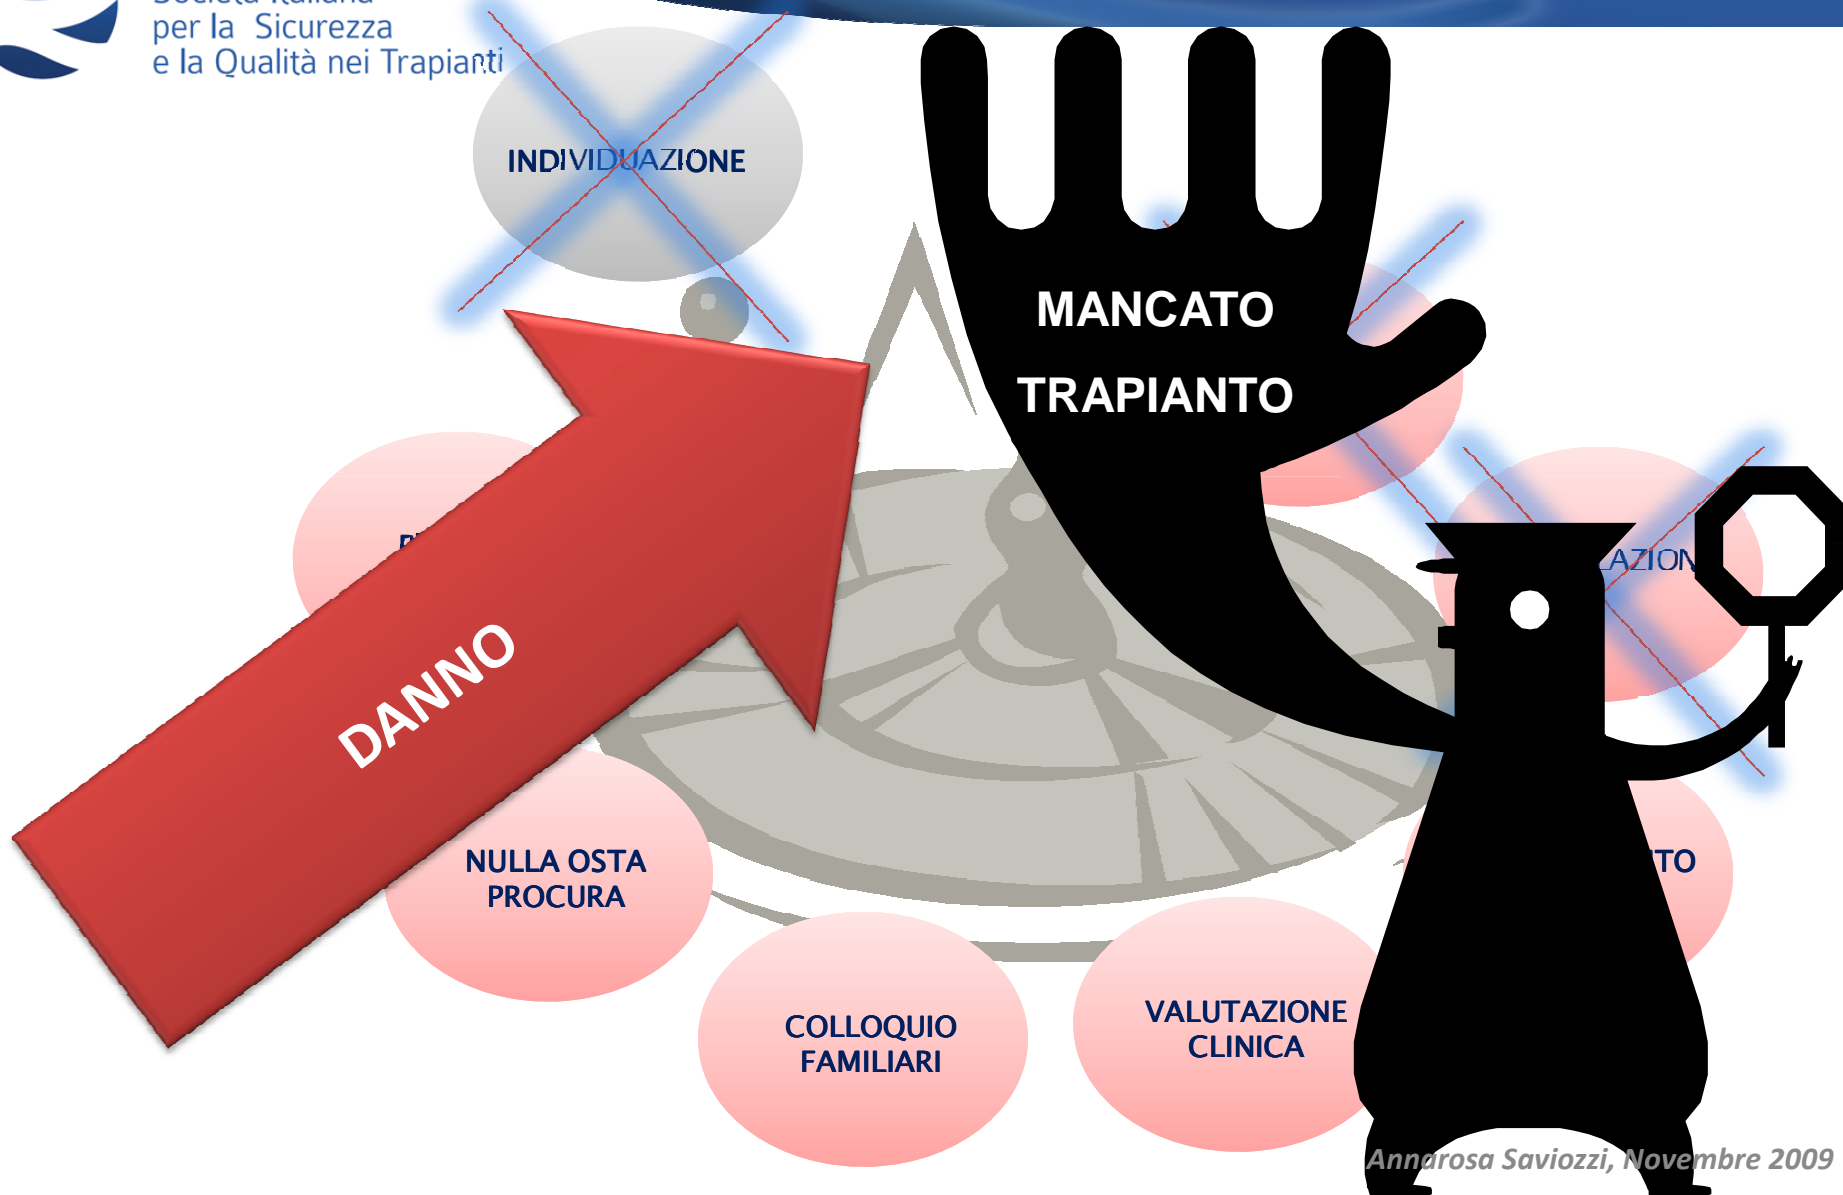 per la Sicurezza
e la Qualità nei Trapianti
INDIVIDUAZIONE
MANCATO
TRAPIANTO
DANNO
NULLA OSTA
PROCURA
COLLOQUIO
FAMILIARI
VALUTAZIONE
CLINICA
Annarosa Saviozzi, Novembre 2009